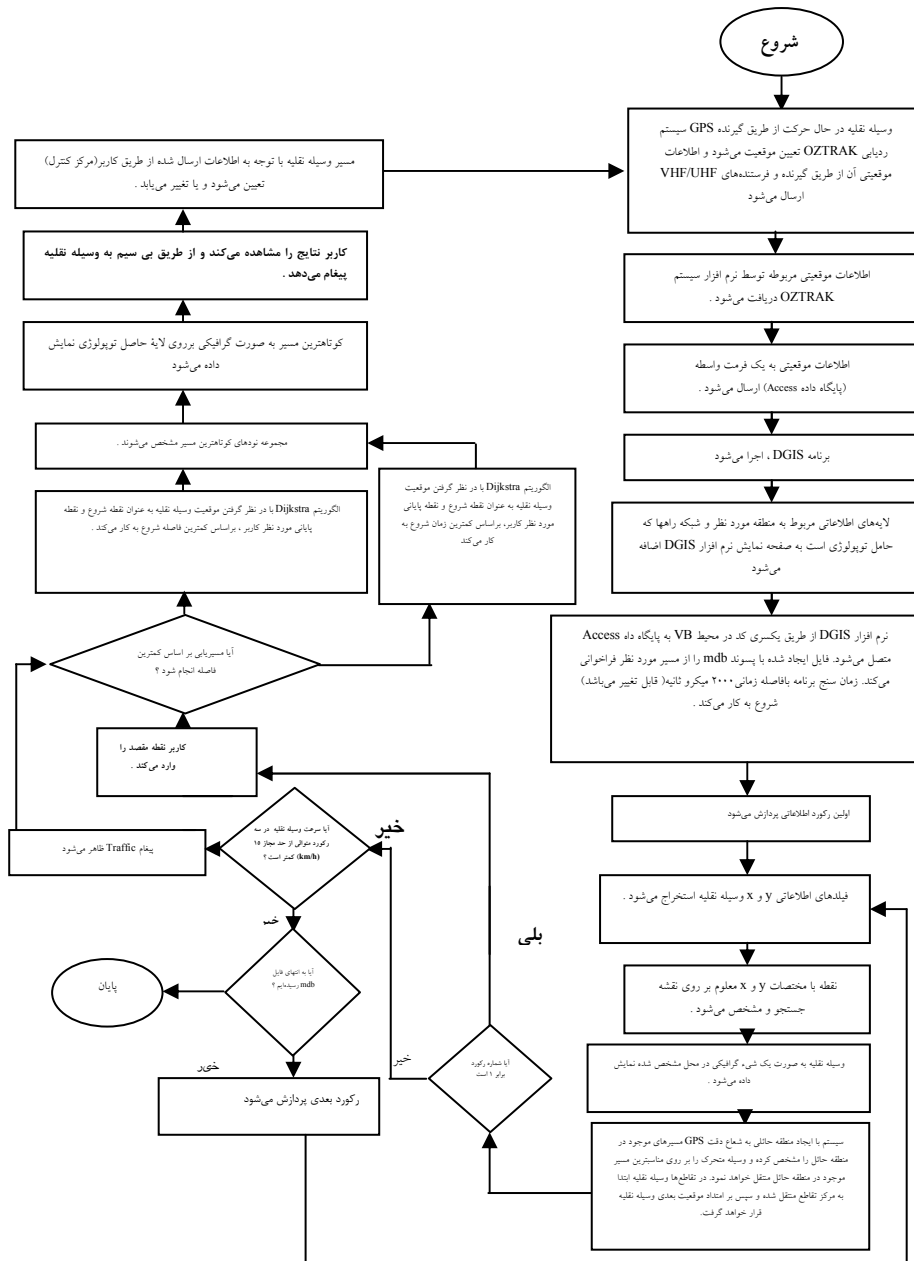 شروع
وسیله نقلیه در حال حرکت از طریق گیرنده GPS سیستم
ردیابی OZTRAK تعیین موقعیت می‌شود و اطلاعات
موقعیتی آن از طریق گیرنده و فرستنده‌های VHF/UHF
ارسال می‌شود
اطلاعات موقعیتی مربوطه توسط نرم افزار سیستم
OZTRAK دریافت می‌شود .
اطلاعات موقعیتی به یک فرمت واسطه
(پایگاه داده Access) ارسال می‌شود .
برنامه DGIS ، اجرا می‌شود
لایه‌های اطلاعاتی مربوط به منطقه مورد نظر و شبکه راهها که
حامل توپولوژی است به صفحه نمایش نرم افزار DGIS اضافه
می‌شود
نرم افزار DGIS از طریق یکسری کد در محیط VB به پایگاه داه Access
متصل می‌شود. فایل ایجاد شده با پسوند mdb را از مسیر مورد نظر فراخوانی
می‌کند. زمان سنج برنامه بافاصله زمانی۲۰۰۰ میکرو ثانیه( قابل تغییر می‌باشد)
شروع به کار می‌کند .
اولین رکورد اطلاعاتی پردازش می‌شود
فیلدهای اطلاعاتی y و x وسیله نقلیه استخراج می‌شود .
نقطه با مختصات y و x معلوم بر روی نقشه
جستجو و مشخص می‌شود .
وسیله نقلیه به صورت یک شیء گرافیکی در محل مشخص شده نمایش
داده می‌شود .
سیستم با ایجاد منطقه حائلی به شعاع دقت GPS مسیرهای موجود در
منطقه حائل را مشخص کرده و وسیله متحرک را بر روی مناسبترین مسیر
موجود در منطقه حائل منتقل خواهد نمود. در تقاطع‌ها وسیله نقلیه ابتدا
به مرکز تقاطع منتقل شده و سپس بر امتداد موقعیت بعدی وسیله نقلیه
قرار خواهد گرفت.
آیا شماره رکورد
برابر ۱ است
بلی
خیر
خیر
کاربر نقطه مقصد را
وارد می‌کند .
آیا سرعت وسیله نقلیه در سه
رکورد متوالی از حد مجاز ۱۵
(km/h) کمتر است ؟
پیغام Traffic ظاهر می‌شود
آیا به انتهای فایل
mdb رسیده‌ایم ؟
پایان
رکورد بعدی پردازش می‌شود
آیا مسیریابی بر اساس کمترین
فاصله انجام شود ؟
الگوریتم Dijkstra با در نظر گرفتن موقعیت وسیله نقلیه به عنوان نقطه شروع و نقطه
پایانی مورد نظر کاربر ، براساس کمترین فاصله شروع به کار می‌کند .
الگوریتم Dijkstra با در نظر گرفتن موقعیت
وسیله نقلیه به عنوان نقطه شروع و نقطه پایانی
مورد نظر کاربر، براساس کمترین زمان شروع به
کار می‌کند
مجموعه نودهای کوتاهترین مسیر مشخص می‌شوند .
کوتاهترین مسیر به صورت گرافیکی برروی لایۀ حاصل توپولوژی نمایش
داده می‌شود
کاربر نتایج را مشاهده می‌کند و از طریق بی سیم به وسیله نقلیه
پیغام می‌دهد .
مسیر وسیله نقلیه با توجه به اطلاعات ارسال شده از طریق کاربر(مرکز کنترل)
تعیین می‌شود و یا تغییر می‌یابد .